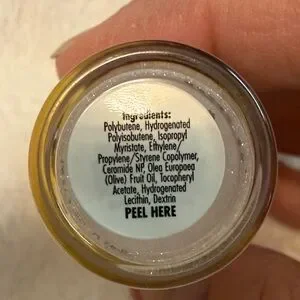 Ingredients:
Polybutene, Hydrogenated
Polyisobutene, Isopropyl
Myristate, Ethylene/
Propylene/Styrene Copolymer,
Ceramide NP, Olea Europaea
(Olive) Fruit Oil, Tocopheryl
Acetate, Hydrogenated
Lecithin, Dextrin
PEEL HERE